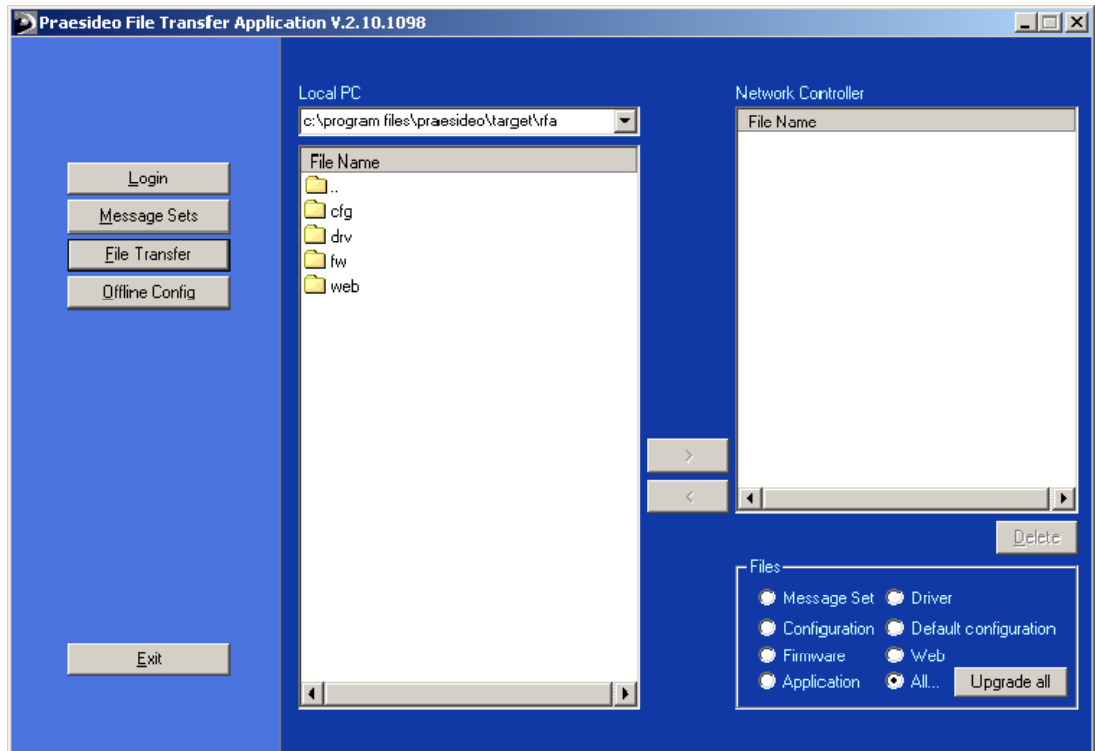 Praesideo File Transfer Application V.2.10.1098
Login
Message Sets
File Transfer
Offline Config
Exit
Local PC
c:\program files\praesideo\target\rfa
File Name
..
cfg
drv
fw
web
>
<
Network Controller
File Name
Delete
Files
Message Set Driver
Configuration Default configuration
Firmware Web
Application All... Upgrade all